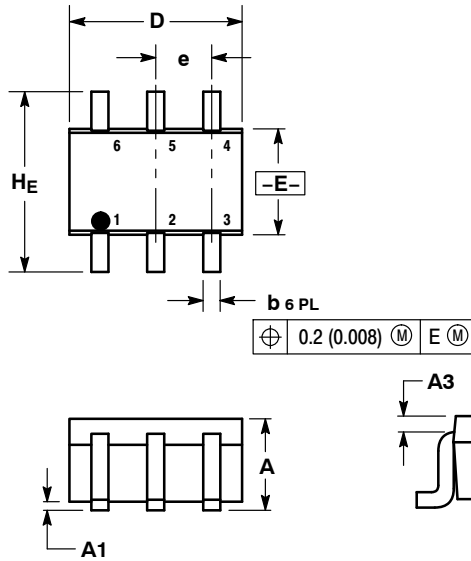 D
e
6 5 4
HE
-E-
1 2 3
b 6 PL
⌖ 0.2 (0.008) Ⓜ E Ⓜ
A3
A
A1